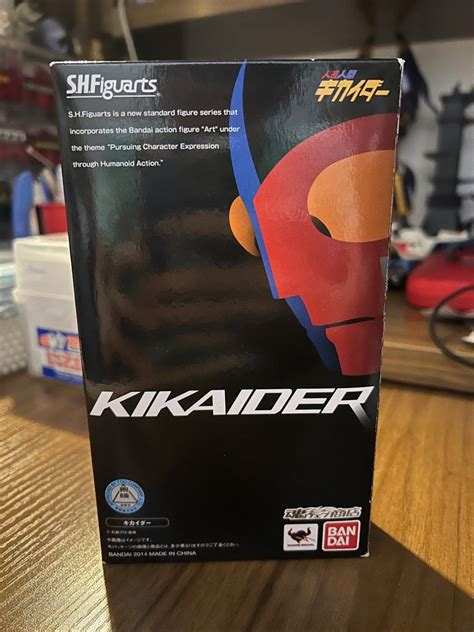 S.H.Figuarts
人造人間
キカイダー
S.H.Figuarts is a new standard figure series that
incorporates the Bandai action figure "Art" under
the theme "Pursuing Character Expression
through Humanoid Action."
KIKAIDER
キカイダー
魂ウェブ商店
BAN
DAI
BANDAI 2014 MADE IN CHINA